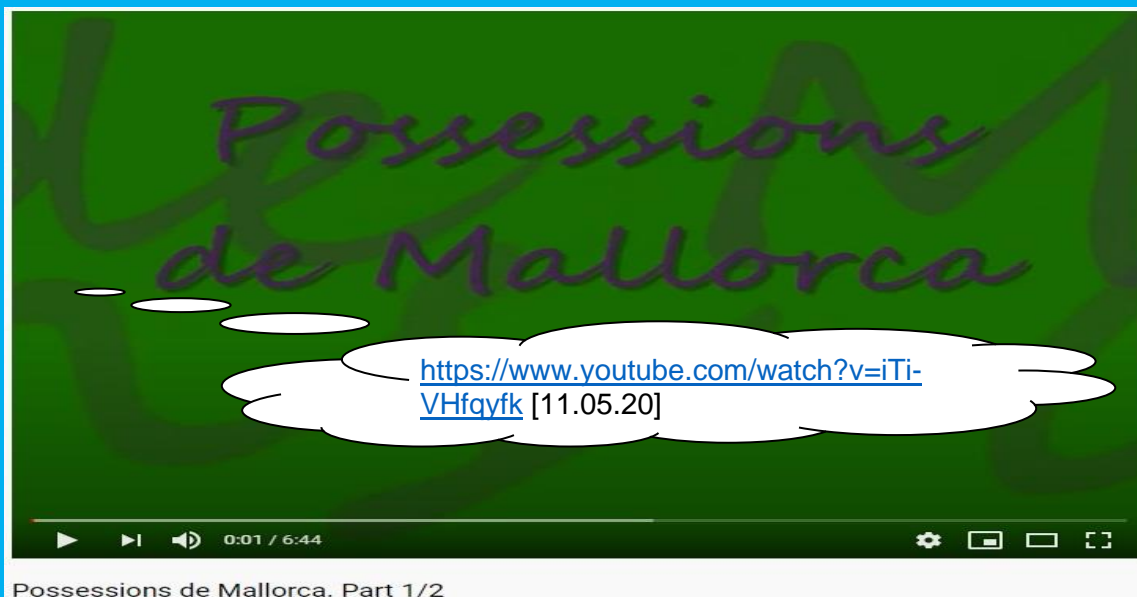 Possessions
de Mallorca
https://www.youtube.com/watch?v=iTi-
VHfqyfk [11.05.20]
0:01 / 6:44
Possessions de Mallorca. Part 1/2